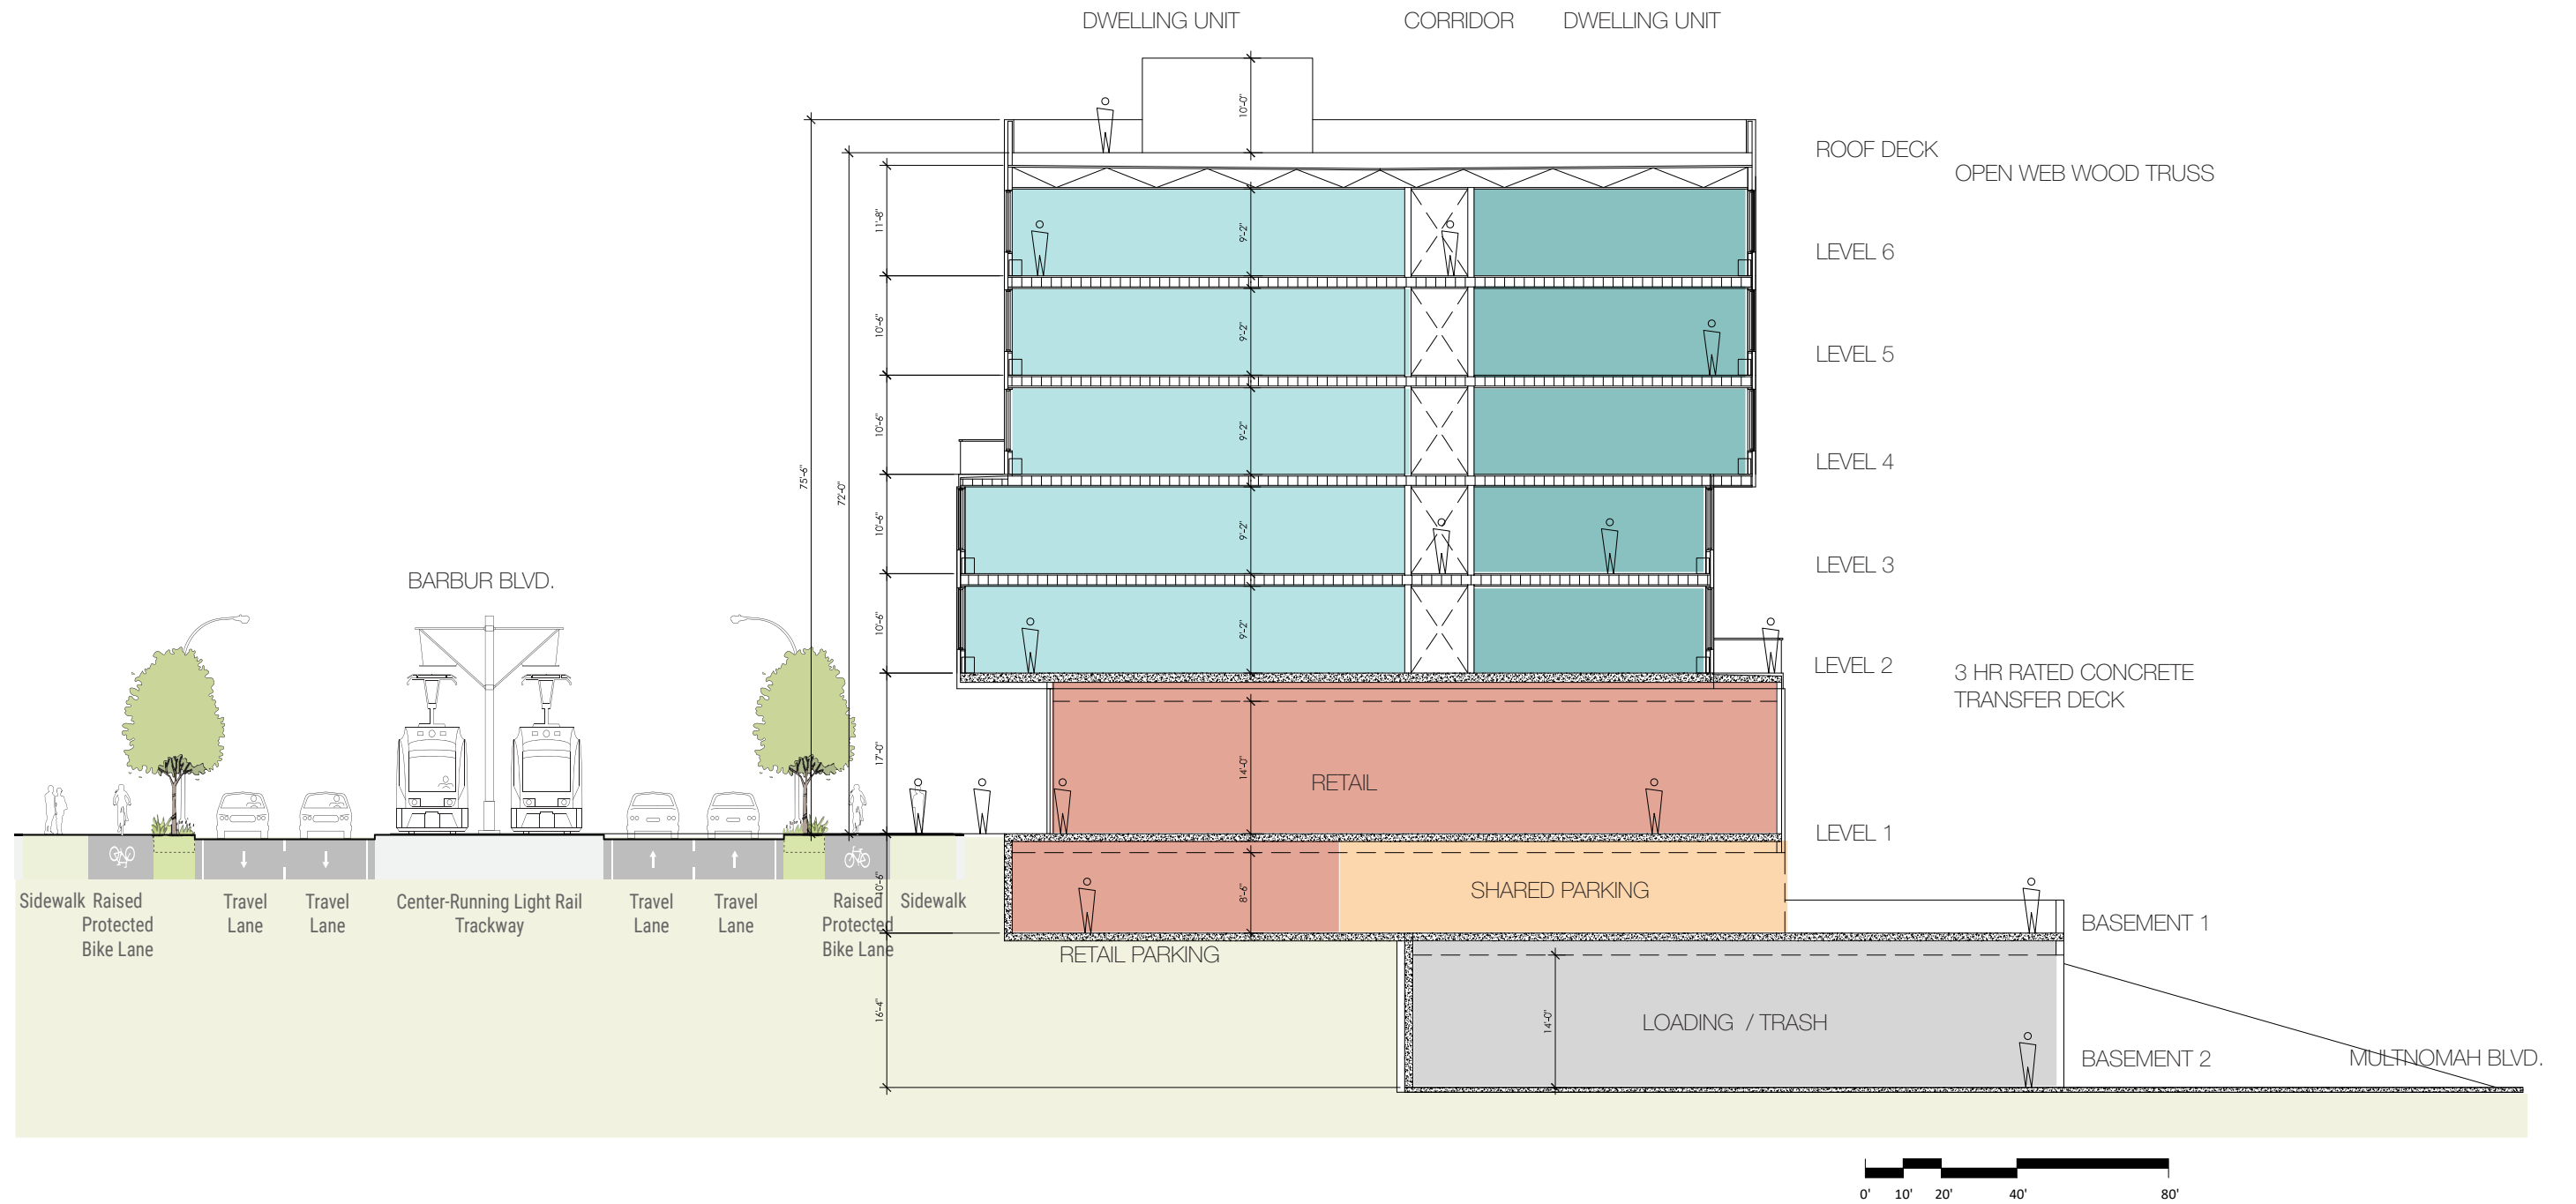 DWELLING UNIT
CORRIDOR
DWELLING UNIT
10'-0"
ROOF DECK
OPEN WEB WOOD TRUSS
11'-8"
9'-2"
LEVEL 6
10'-6"
9'-2"
LEVEL 5
10'-6"
9'-2"
LEVEL 4
75'-6"
72'-0"
10'-6"
9'-2"
LEVEL 3
BARBUR BLVD.
10'-6"
9'-2"
LEVEL 2
3 HR RATED CONCRETE
TRANSFER DECK
17'-0"
14'-0"
RETAIL
LEVEL 1
10'-6"
8'-6"
SHARED PARKING
Sidewalk
Raised
Protected
Bike Lane
Travel
Lane
Travel
Lane
Center-Running Light Rail
Trackway
Travel
Lane
Travel
Lane
Raised
Protected
Bike Lane
Sidewalk
BASEMENT 1
RETAIL PARKING
16'-4"
14'-0"
LOADING / TRASH
BASEMENT 2
MULTNOMAH BLVD.
0' 10' 20' 40' 80'